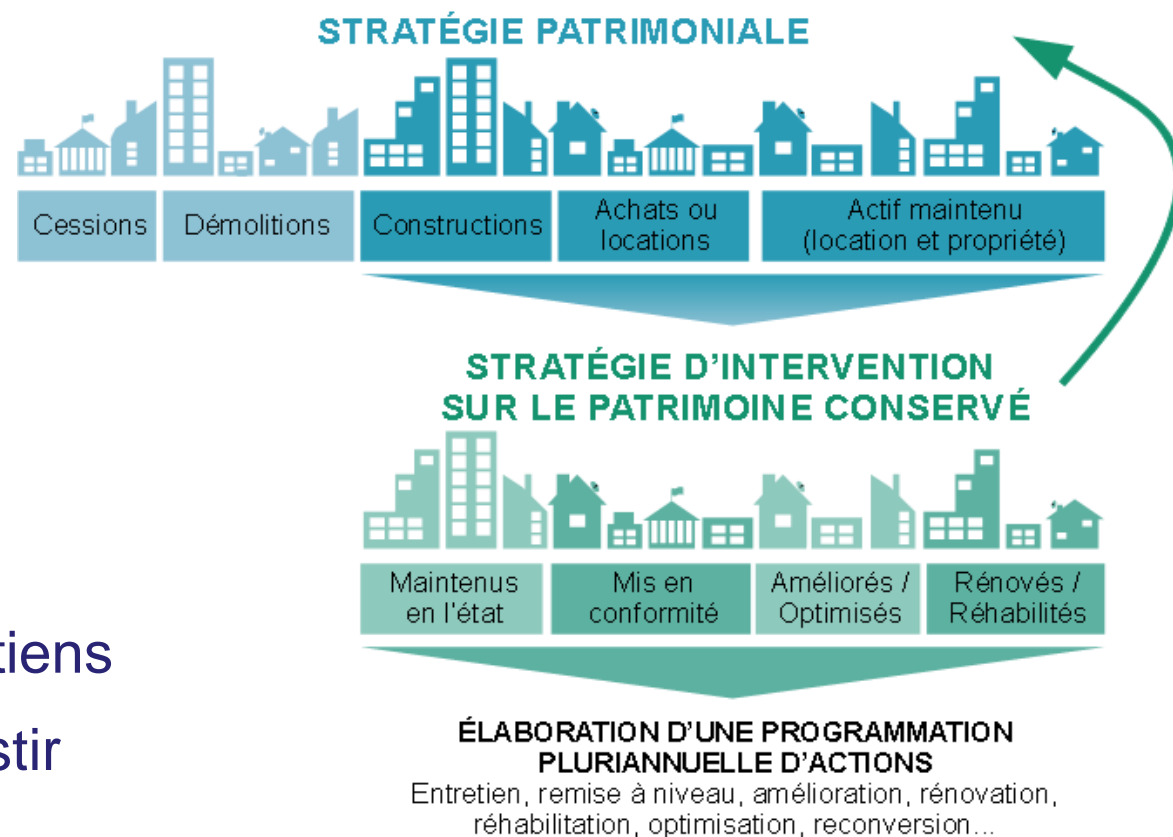 STRATÉGIE PATRIMONIALE
Cessions
Démolitions
Constructions
Achats ou
locations
Actif maintenu
(location et propriété)
STRATÉGIE D'INTERVENTION
SUR LE PATRIMOINE CONSERVÉ
Maintenus
en l'état
Mis en
conformité
Améliorés /
Optimisés
Rénovés /
Réhabilités
tiens
stir
ÉLABORATION D'UNE PROGRAMMATION
PLURIANNUELLE D'ACTIONS
Entretien, remise à niveau, amélioration, rénovation,
réhabilitation, optimisation, reconversion...